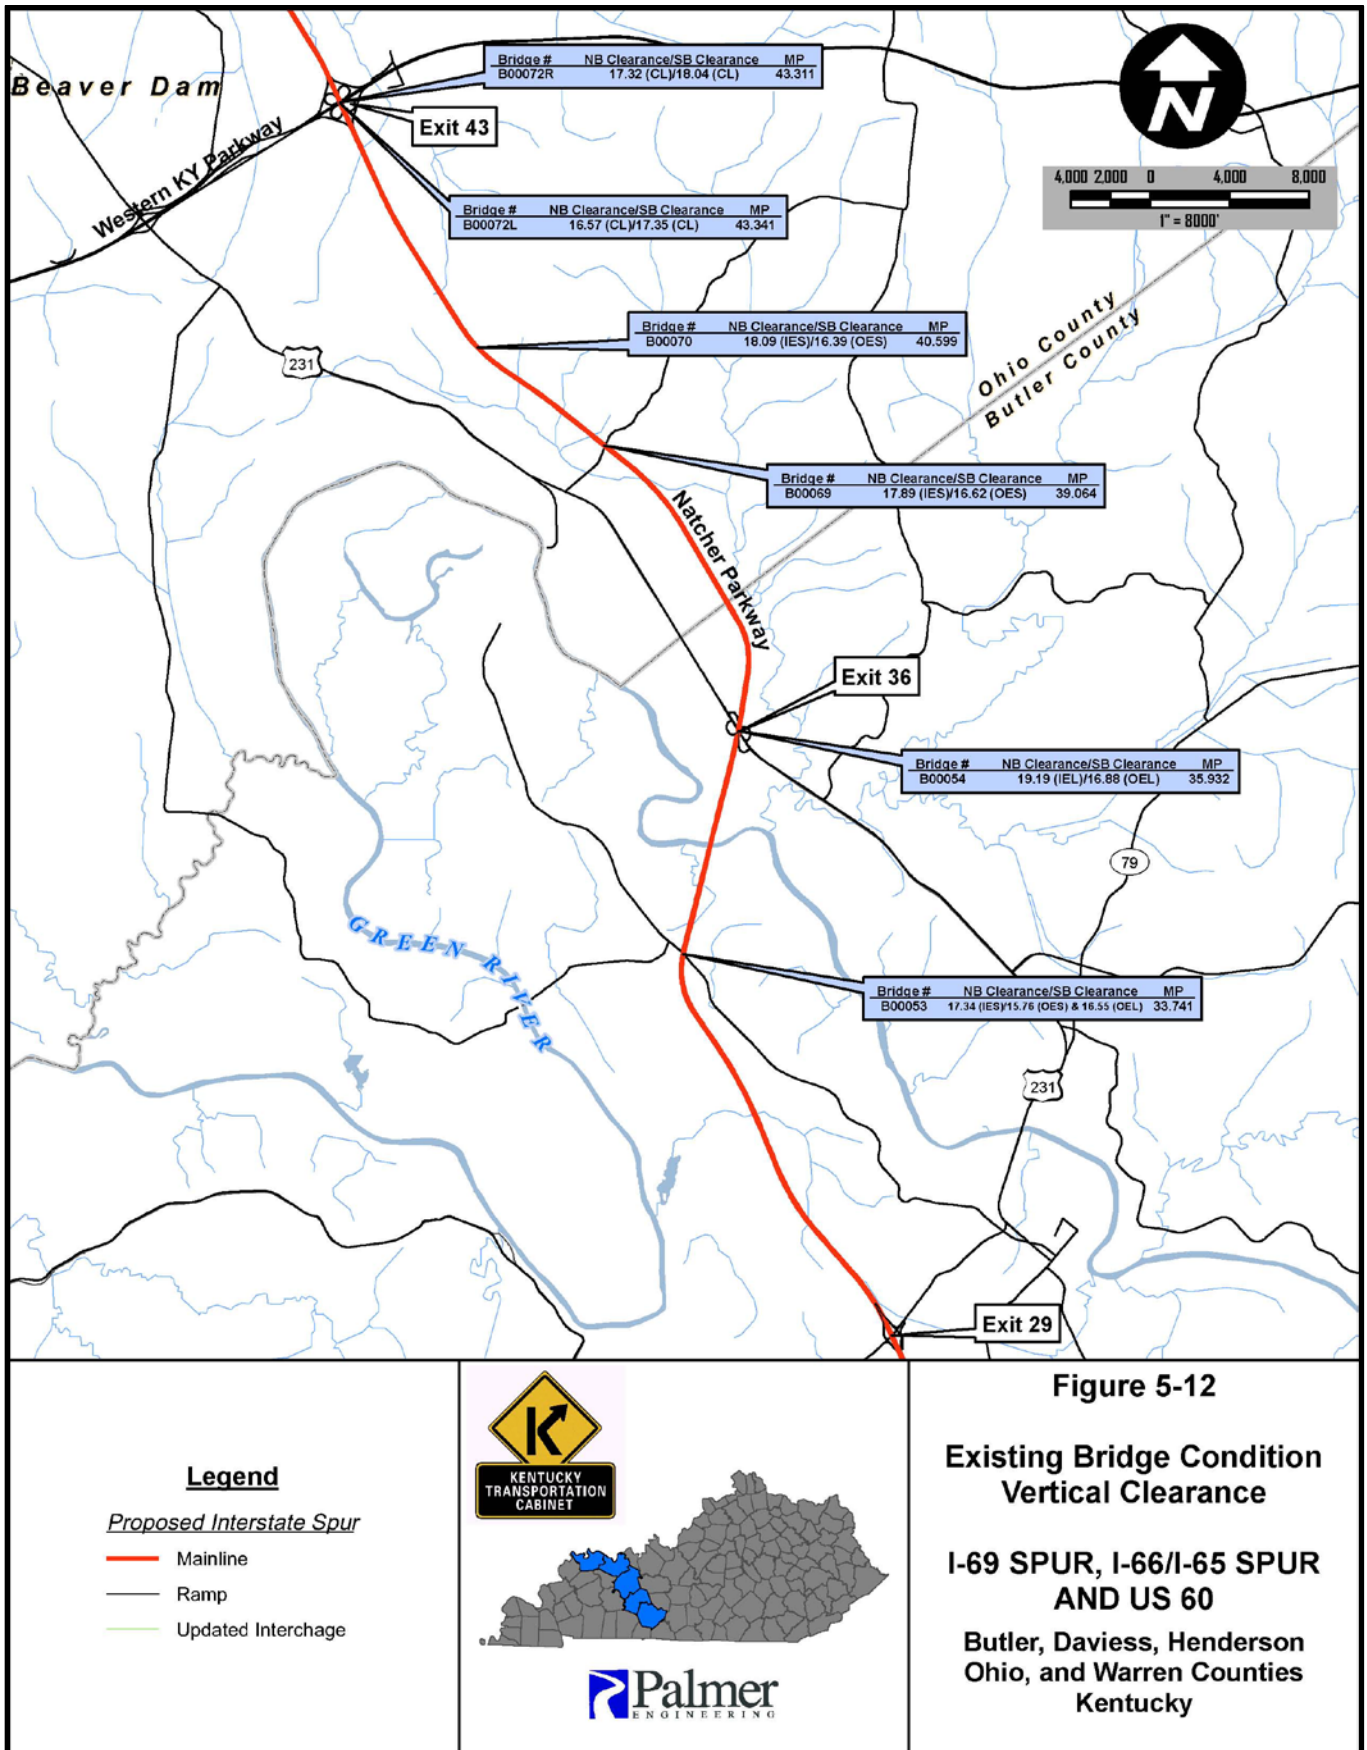 Bridge # NB Clearance/SB Clearance MP
B00072R 17.32 (CL)/18.04 (CL) 43.311
Beaver Dam
Exit 43
N
Western KY Parkway
4,000 2,000 0 4,000 8,000
1" = 8000'
Bridge # NB Clearance/SB Clearance MP
B00072L 16.57 (CL)/17.35 (CL) 43.341
Bridge # NB Clearance/SB Clearance MP
B00070 18.09 (IES)/16.39 (OES) 40.599
Ohio County
Butler County
231
Bridge # NB Clearance/SB Clearance MP
B00069 17.89 (IES)/16.62 (OES) 39.064
Natcher Parkway
Exit 36
Bridge # NB Clearance/SB Clearance MP
B00054 19.19 (IEL)/16.88 (OEL) 35.932
79
GREEN RIVER
Bridge # NB Clearance/SB Clearance MP
B00053 17.34 (IES)/15.76 (OES) & 16.55 (OEL) 33.741
231
Exit 29
Legend
Proposed Interstate Spur
Mainline
Ramp
Updated Interchage
KENTUCKY
TRANSPORTATION
CABINET
Palmer
ENGINEERING
Figure 5-12
Existing Bridge Condition
Vertical Clearance
I-69 SPUR, I-66/I-65 SPUR
AND US 60
Butler, Daviess, Henderson
Ohio, and Warren Counties
Kentucky